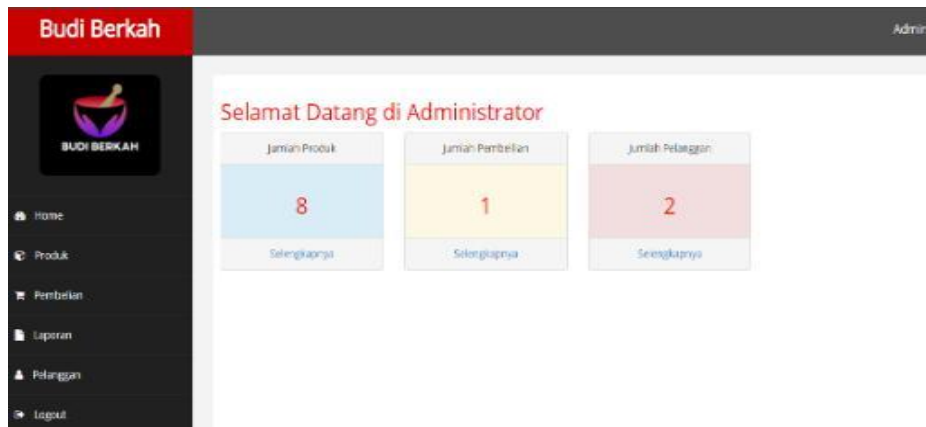 Budi Berkah
Admin
BUDI BERKAH
Home
Produk
Pembelian
Laporan
Pelanggan
Logout
Selamat Datang di Administrator
Jumlah Produk
8
Selengkapnya
Jumlah Pembelian
1
Selengkapnya
Jumlah Pelanggan
2
Selengkapnya